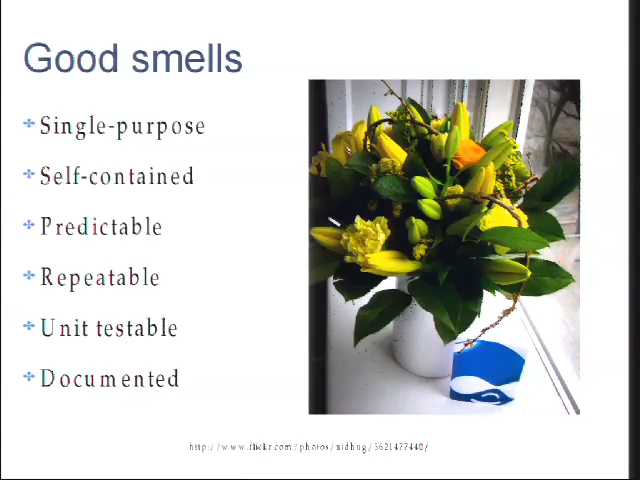 Good smells
Single-purpose
Self-contained
Predictable
Repeatable
Unit testable
Documented
http://www.flickr.com/photos/nidhug/5621477440/